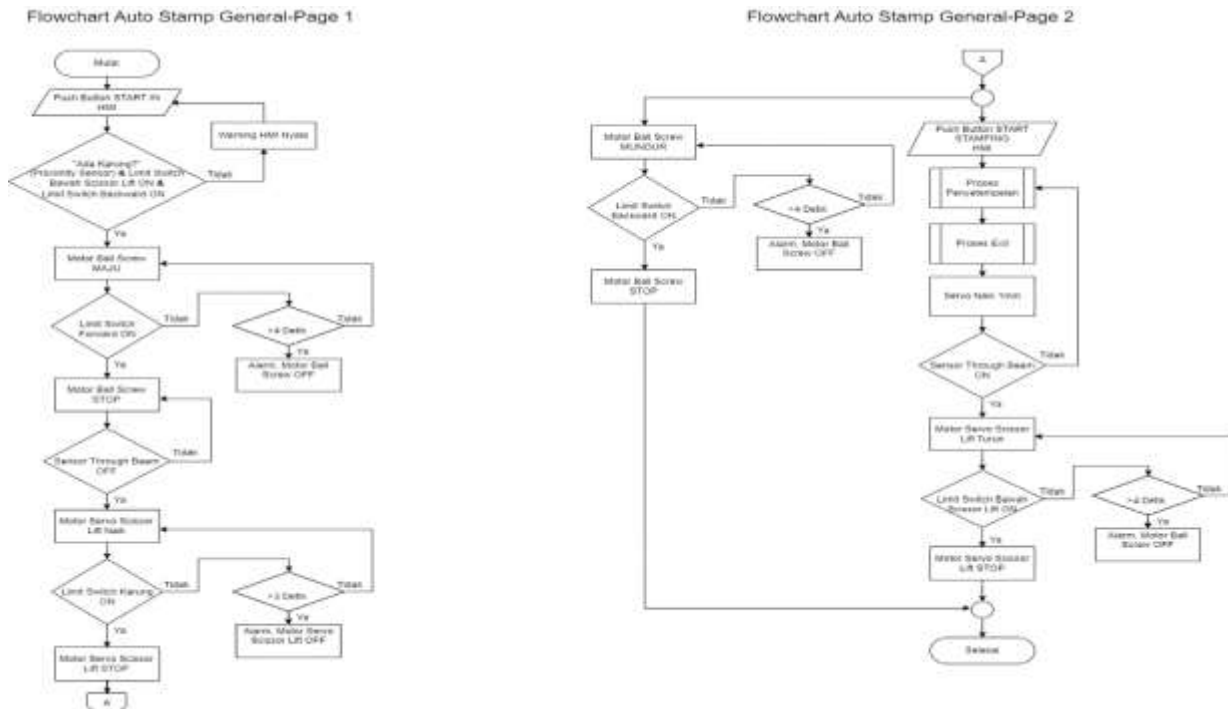 Flowchart Auto Stamp General-Page 1
Mulai
Push Button START IN
HMI
Warning HMI Nyala
"Ada Karung?"
(Proximity Sensor) & Limit Switch
Bawah Scissor Lift ON &
Limit Switch Backward ON
Tidak
Ya
Motor Ball Screw
MAJU
Limit Switch
Forward ON
Tidak
>4 Detik
Tidak
Ya
Alarm, Motor Ball
Screw OFF
Ya
Motor Ball Screw
STOP
Sensor Through Beam
OFF
Tidak
Ya
Motor Servo Scissor
Lift Naik
Limit Switch Karung
ON
Tidak
Detik
Tidak
Ya
Alarm, Motor Servo
Scissor Lift OFF
Ya
Motor Servo Scissor
Lift STOP
A
Flowchart Auto Stamp General-Page 2
A
Motor Ball Screw
MUNDUR
Limit Switch
Backward ON
Tidak
>4 Detik
Tidak
Ya
Alarm, Motor Ball
Screw OFF
Ya
Motor Ball Screw
STOP
Push Button START
STAMPING
HMI
Proses
Penyetempelan
Proses
Servo Naik 1mm
Sensor Through Beam
ON
Tidak
Ya
Motor Servo Scissor
Lift Turun
Limit Switch Bawah
Scissor Lift ON
Tidak
>4 Detik
Tidak
Ya
Alarm, Motor Ball
Screw OFF
Ya
Motor Servo Scissor
Lift STOP
Selesai